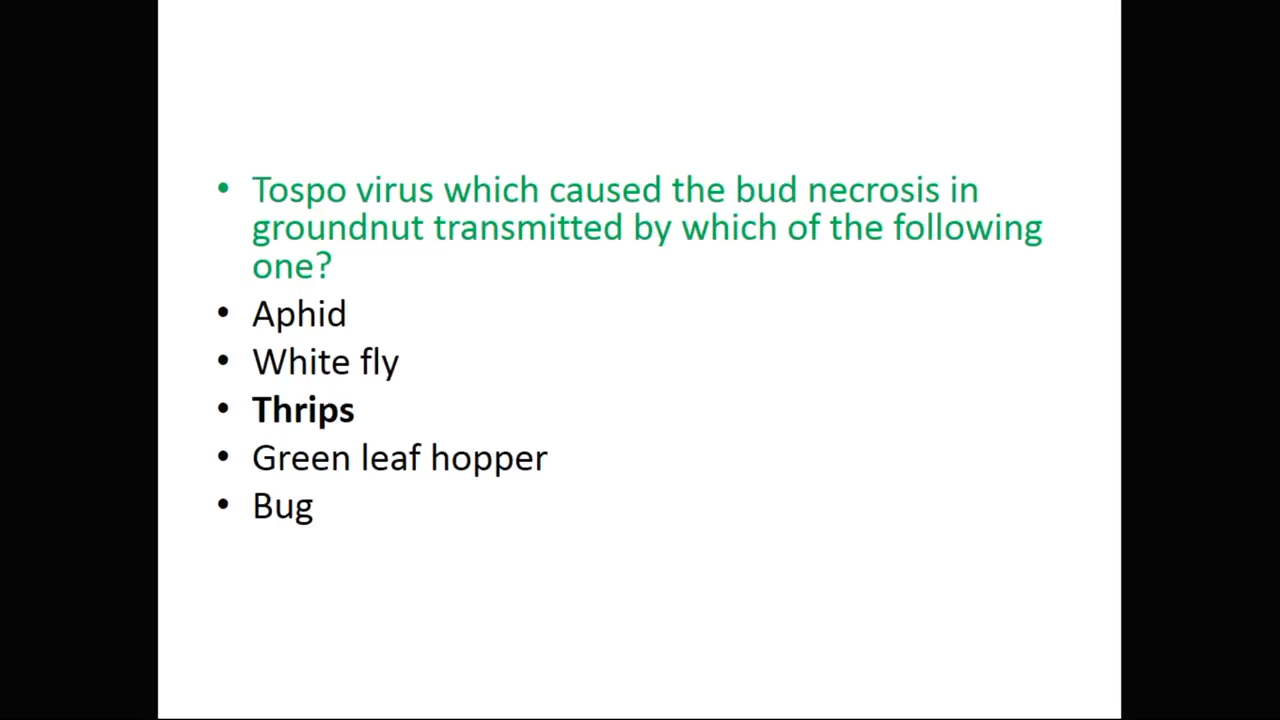 • Tospo virus which caused the bud necrosis in
groundnut transmitted by which of the following
one?
• Aphid
• White fly
• Thrips
• Green leaf hopper
• Bug